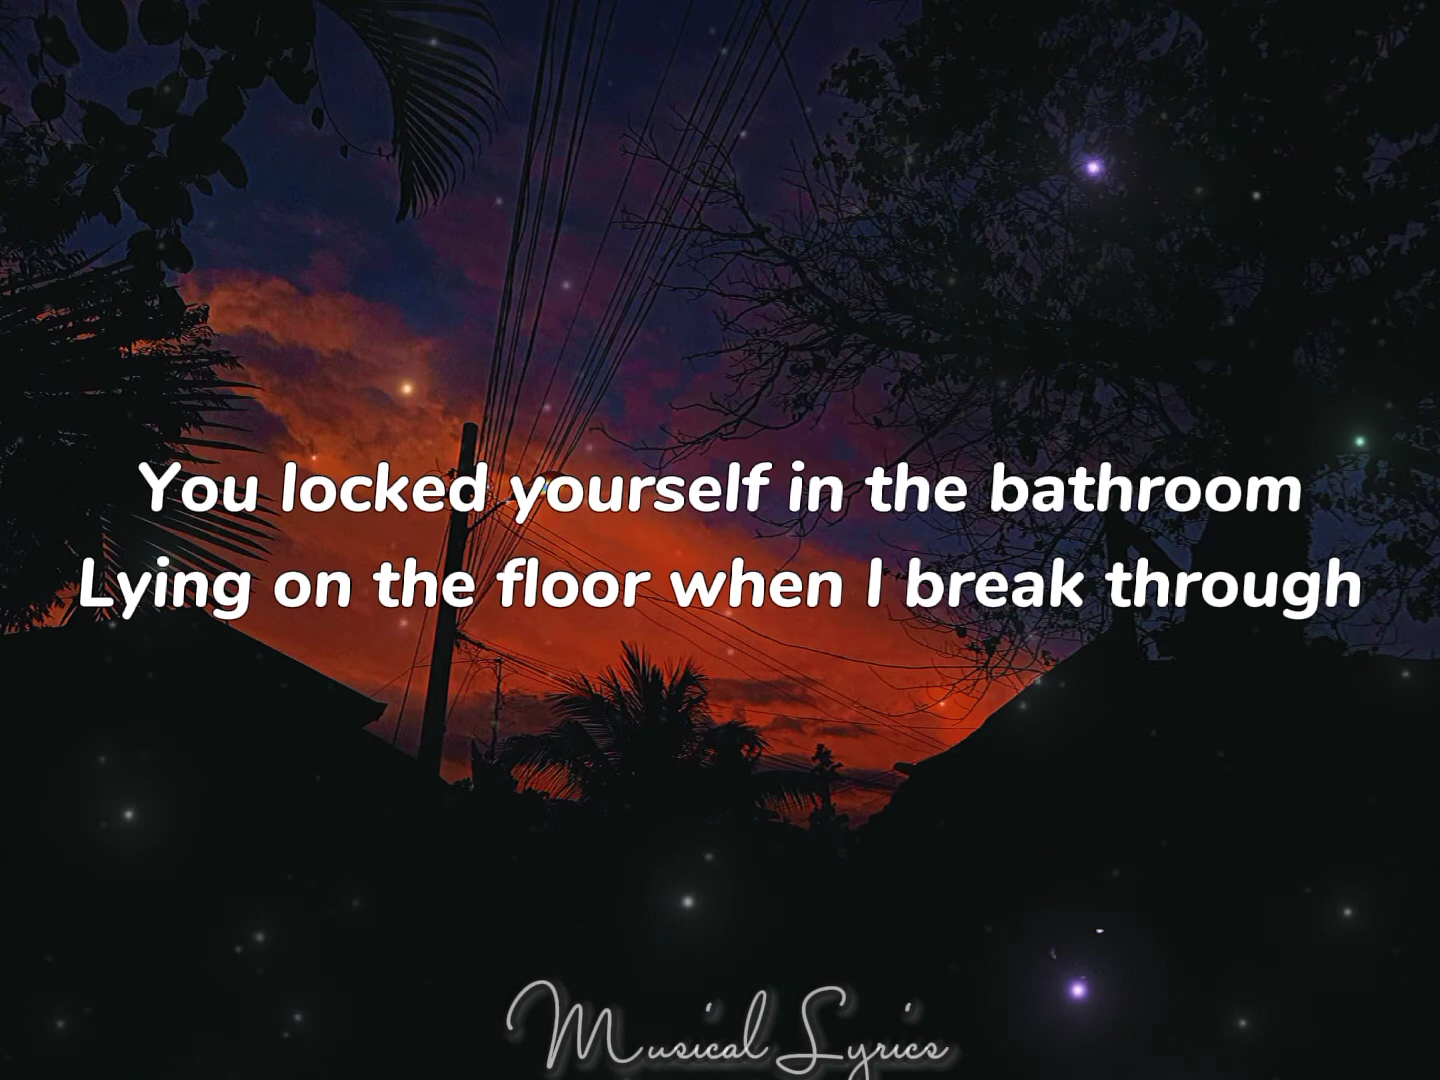 You locked yourself in the bathroom
Lying on the floor when I break through
Musical Lyrics